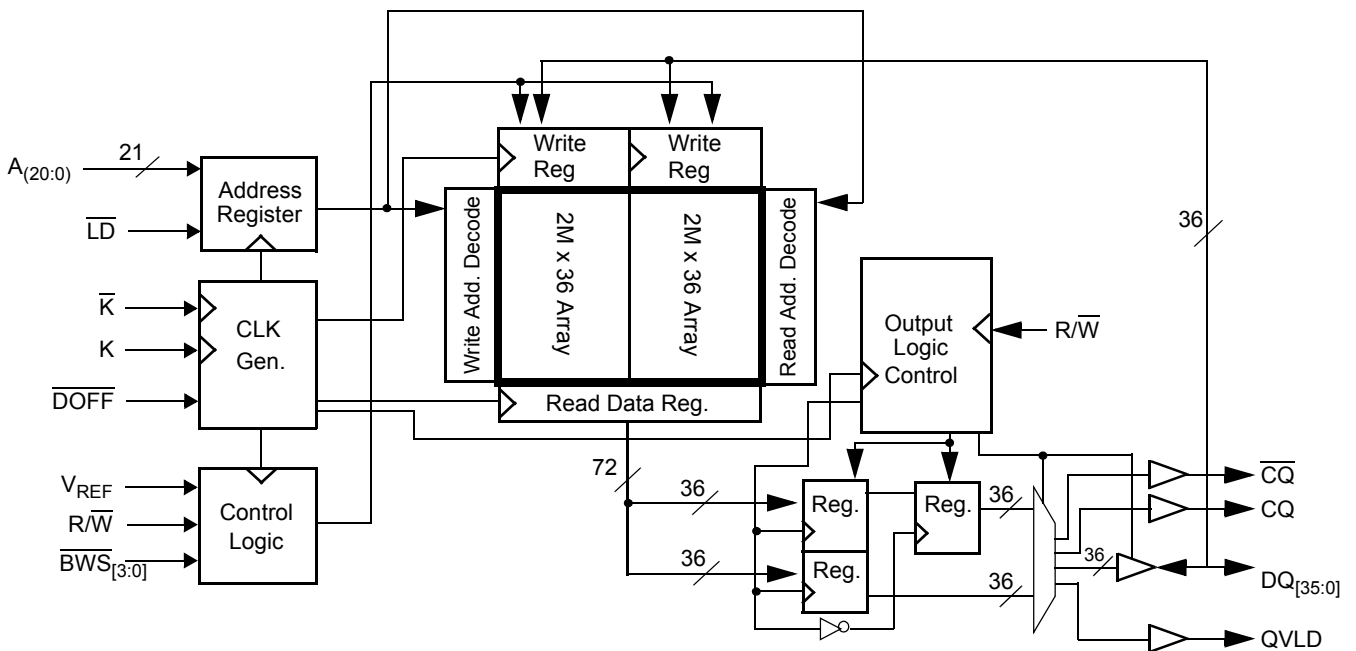 A(20:0)
21
LD
Address
Register
K
K
DOFF
CLK
Gen.
VREF
R/W
BWS[3:0]
Control
Logic
Write
Reg
Write
Reg
Write Add. Decode
2M x 36 Array
2M x 36 Array
Read Add. Decode
Read Data Reg.
36
Output
Logic
Control
R/W
72
36
Reg.
Reg.
36
36
Reg.
36
36
CQ
CQ
DQ[35:0]
QVLD